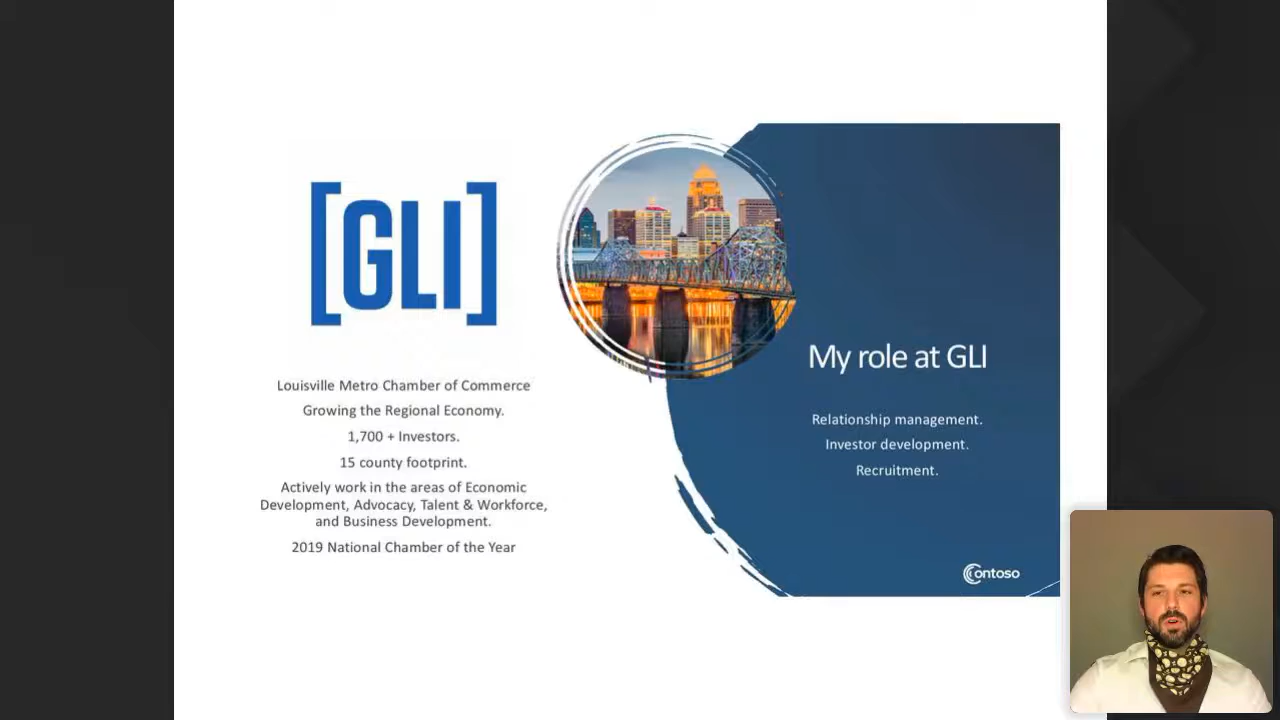 [GLI]
Louisville Metro Chamber of Commerce
Growing the Regional Economy.
1,700 + Investors.
15 county footprint.
Actively work in the areas of Economic
Development, Advocacy, Talent & Workforce,
and Business Development.
2019 National Chamber of the Year
My role at GLI
Relationship management.
Investor development.
Recruitment.
Contoso